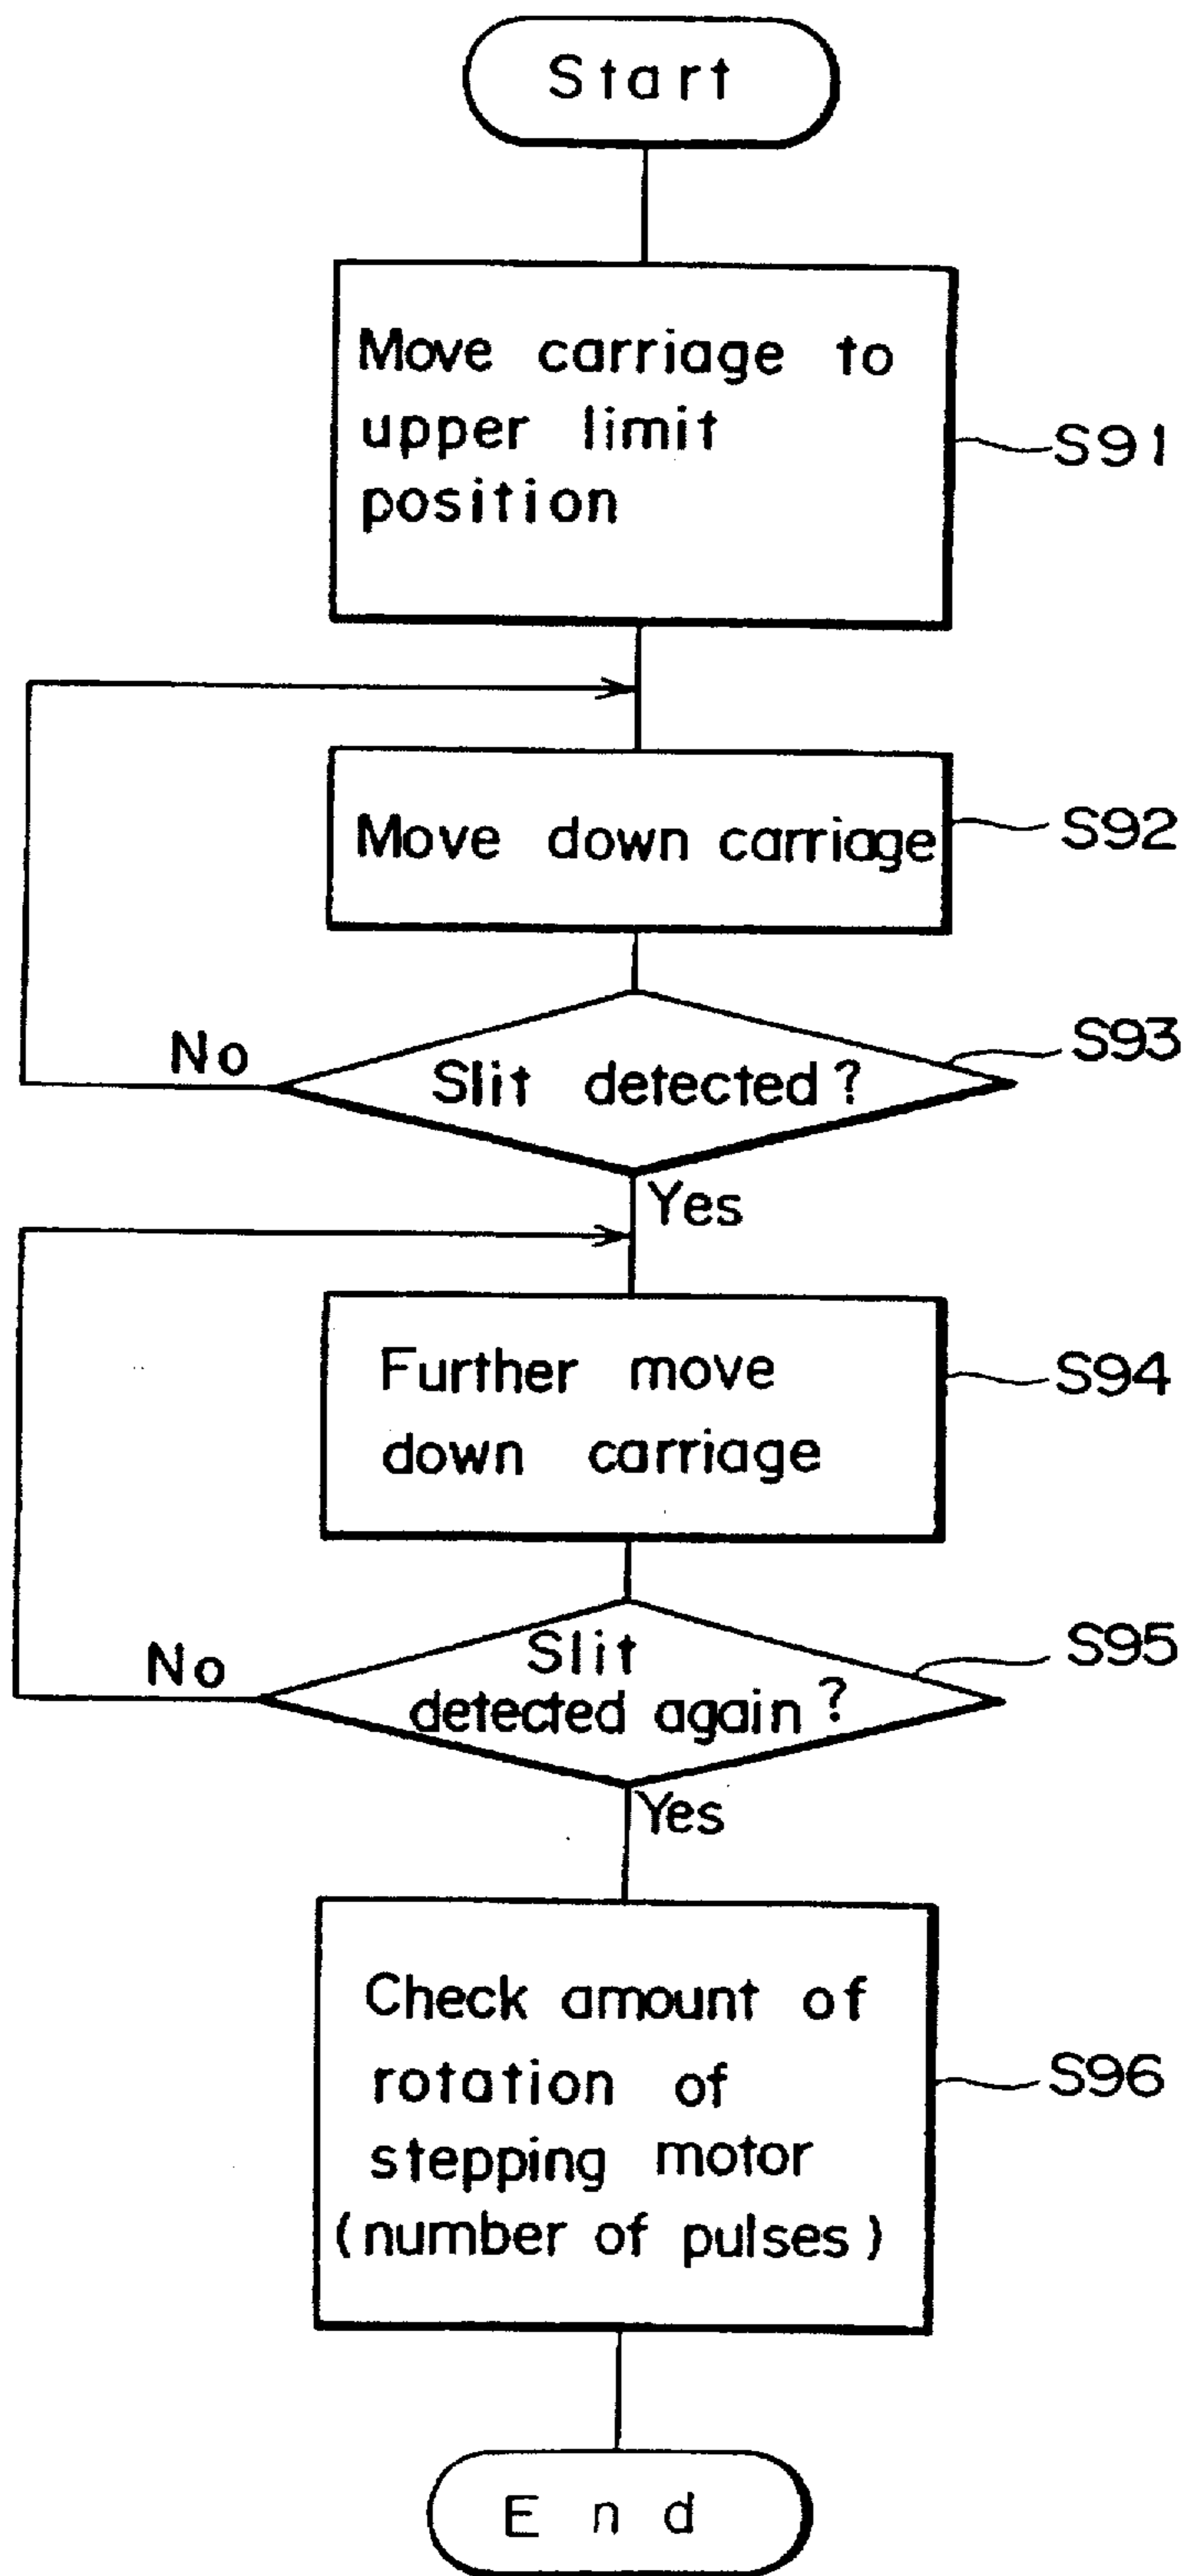 Start
Move carriage to
upper limit
position
S91
Move down carriage
S92
Slit detected?
S93
No
Yes
Further move
down carriage
S94
Slit
detected again?
S95
No
Yes
Check amount of
rotation of
stepping motor
(number of pulses)
S96
End